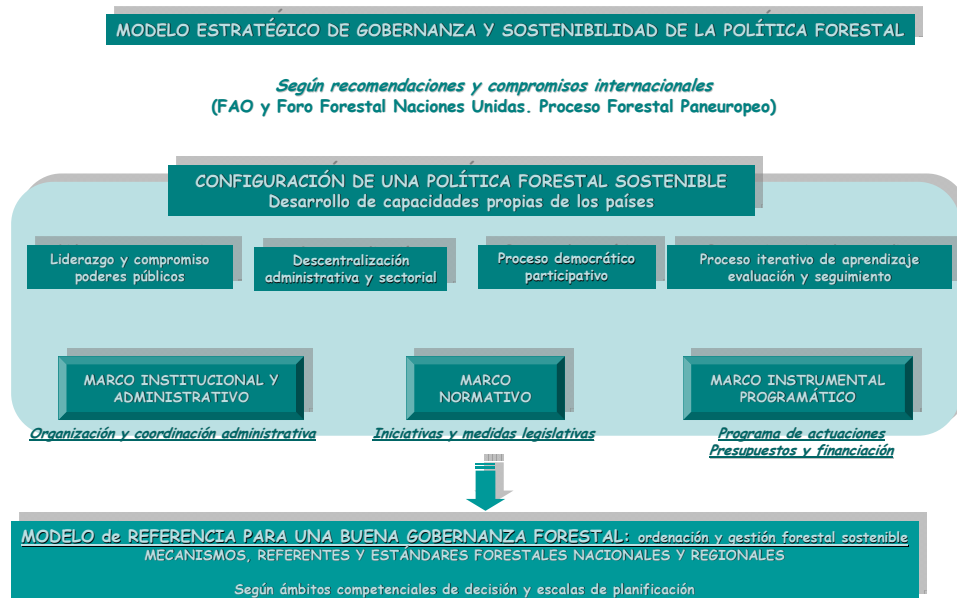 MODELO ESTRATÉGICO DE GOBERNANZA Y SOSTENIBILIDAD DE LA POLÍTICA FORESTAL
Según recomendaciones y compromisos internacionales
(FAO y Foro Forestal Naciones Unidas. Proceso Forestal Paneuropeo)
CONFIGURACIÓN DE UNA POLÍTICA FORESTAL SOSTENIBLE
Desarrollo de capacidades propias de los países
Liderazgo y compromiso
poderes públicos
Descentralización
administrativa y sectorial
Proceso democrático
participativo
Proceso iterativo de aprendizaje
evaluación y seguimiento
MARCO INSTITUCIONAL Y
ADMINISTRATIVO
Organización y coordinación administrativa
MARCO
NORMATIVO
Iniciativas y medidas legislativas
MARCO INSTRUMENTAL
PROGRAMÁTICO
Programa de actuaciones
Presupuestos y financiación
MODELO de REFERENCIA PARA UNA BUENA GOBERNANZA FORESTAL: ordenación y gestión forestal sostenible
MECANISMOS, REFERENTES Y ESTÁNDARES FORESTALES NACIONALES Y REGIONALES
Según ámbitos competenciales de decisión y escalas de planificación